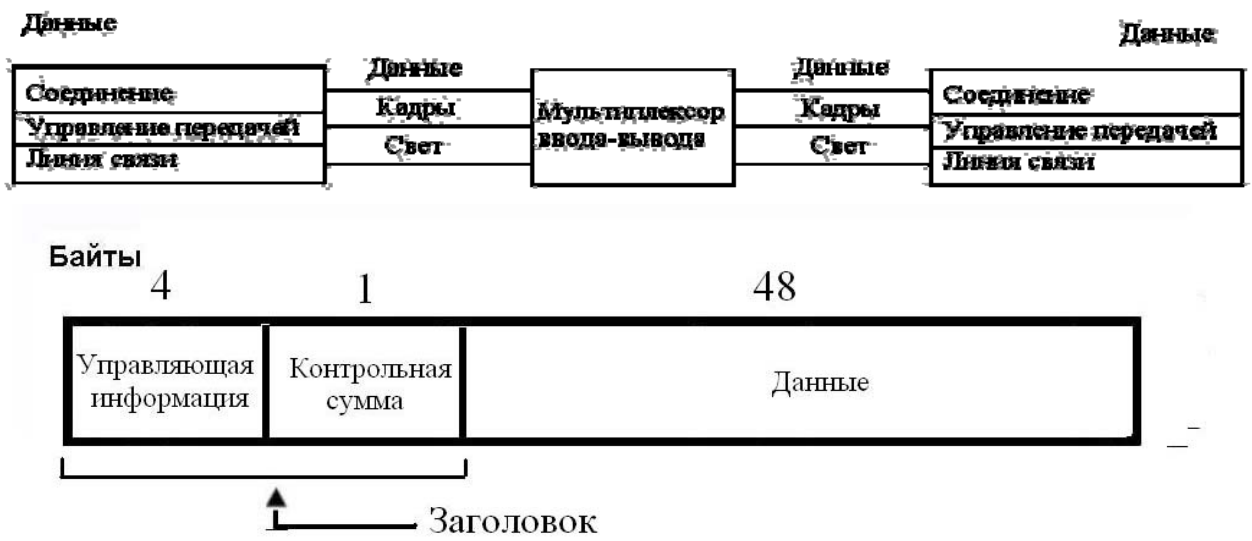 Данные
Данные
Данные
Данные
Соединение
Кадры
Мультиплексор
Кадры
Соединение
Управление передачей
ввода-вывода
Управление передачей
Линия связи
Свет
Свет
Линия связи
Байты
4 1 48
Управляющая
информация
Контрольная
сумма
Данные
Заголовок